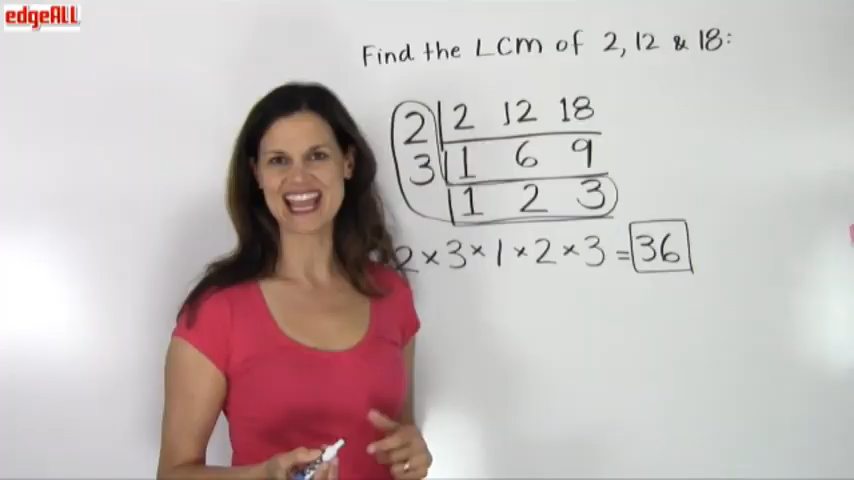 edgeALL
Find the LCM of 2, 12 & 18:
2 2 12 18
3 1 6 9
1 2 3
2 × 3 × 1 × 2 × 3 = 36